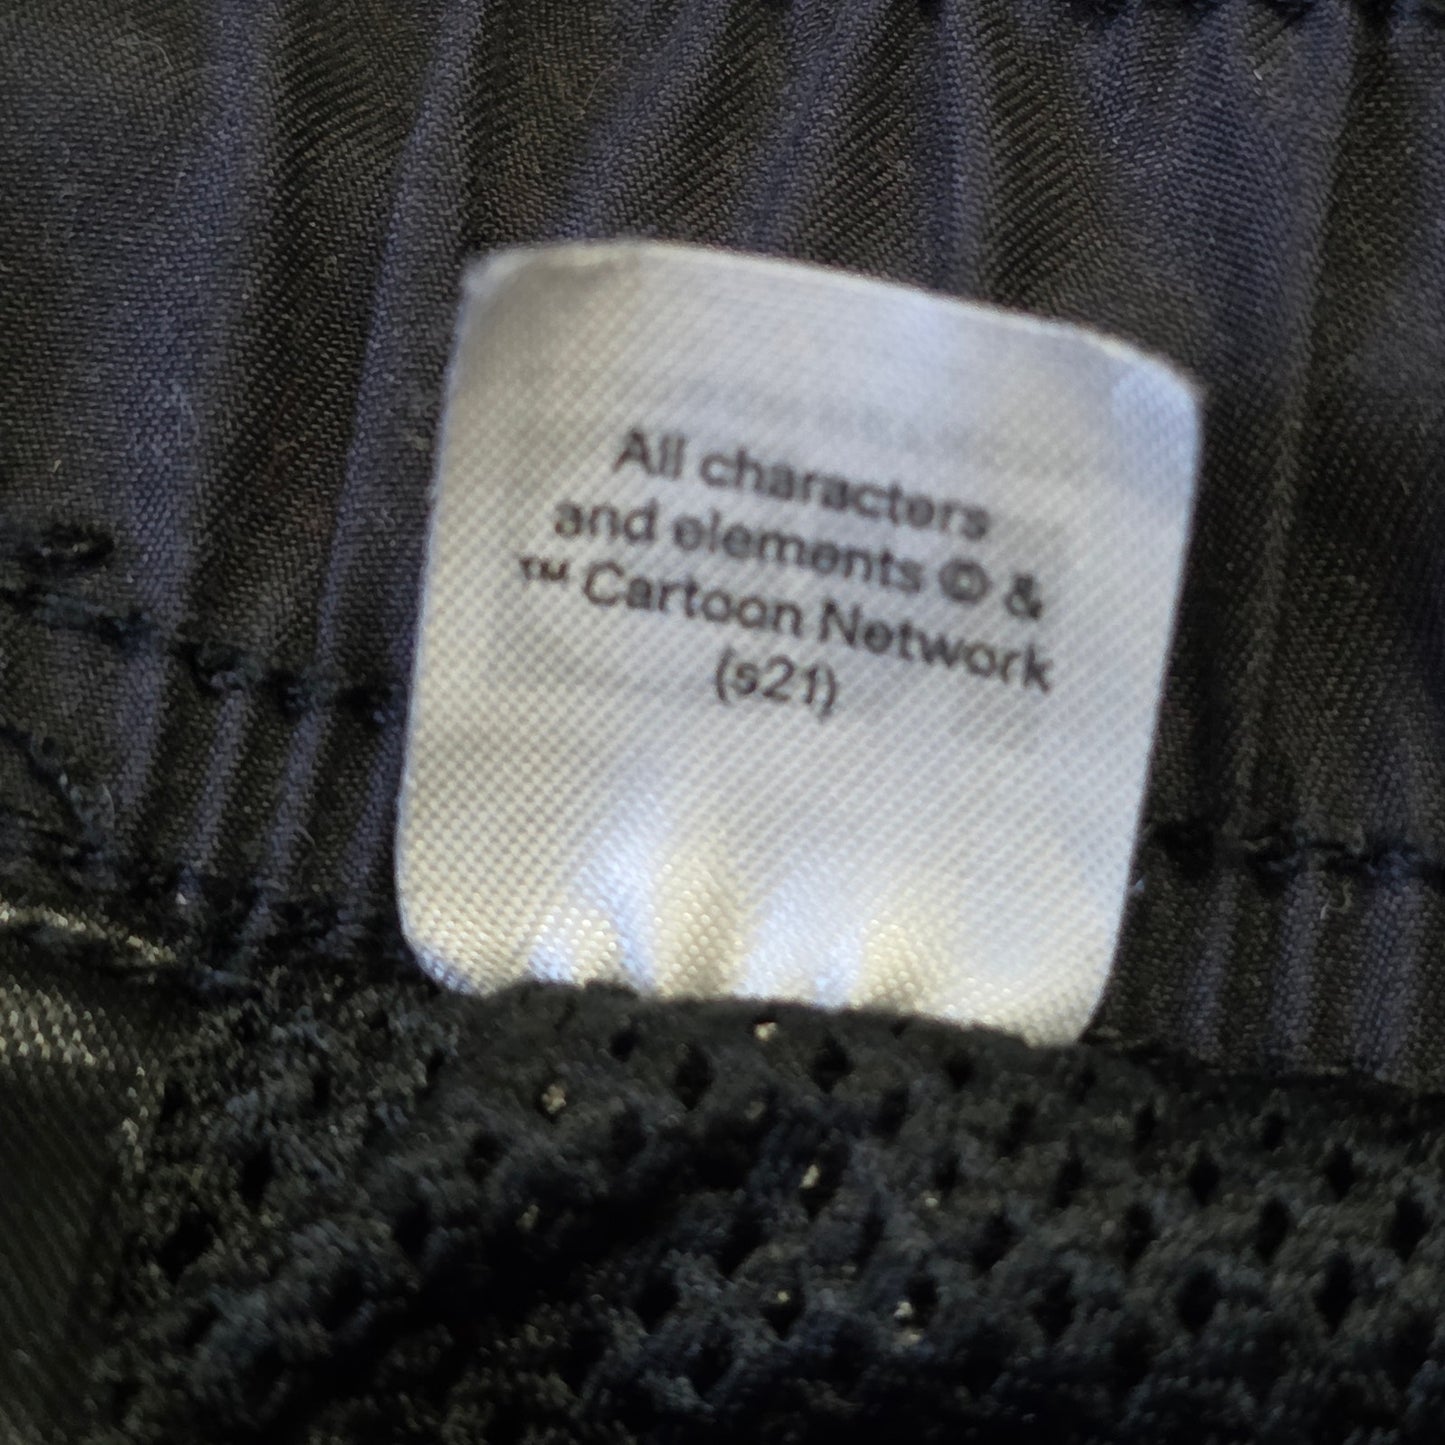 All characters
and elements © &
™ Cartoon Network
(s21)